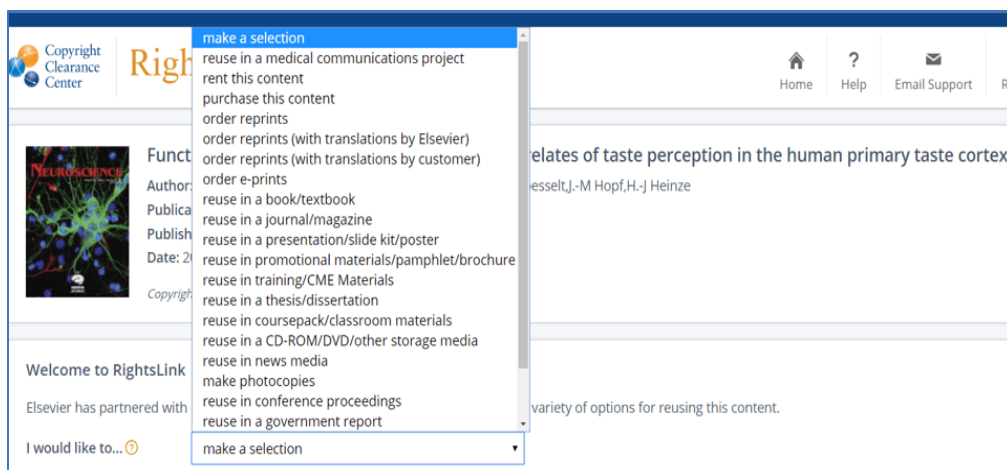 make a selection
Copyright
Clearance
Center
Righ
reuse in a medical communications project
rent this content
purchase this content
order reprints
order reprints (with translations by Elsevier)
order reprints (with translations by customer)
order e-prints
reuse in a book/textbook
reuse in a journal/magazine
reuse in a presentation/slide kit/poster
reuse in promotional materials/pamphlet/brochure
reuse in training/CME Materials
reuse in a thesis/dissertation
reuse in coursepack/classroom materials
reuse in a CD-ROM/DVD/other storage media
reuse in news media
make photocopies
reuse in conference proceedings
reuse in a government report
?
Home
Help
Email Support
R
NEUROSCIENCE
Funct
elates of taste perception in the human primary taste cortex
Author:
esselt,J.-M Hopf,H.-J Heinze
Publica
Publish
Date: 20
Copyrigh
Welcome to RightsLink
Elsevier has partnered with
variety of options for reusing this content.
I would like to... ?
make a selection